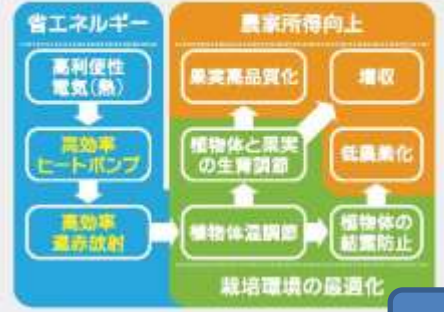 省エネルギー
農家所得向上
高利便性
電気(熱)
果実高品質化
増収
高効率
ヒートポンプ
植物体と果実
の生育調節
低農薬化
高効率
遠赤放射
植物体温調節
植物体の
結露防止
栽培環境の最適化